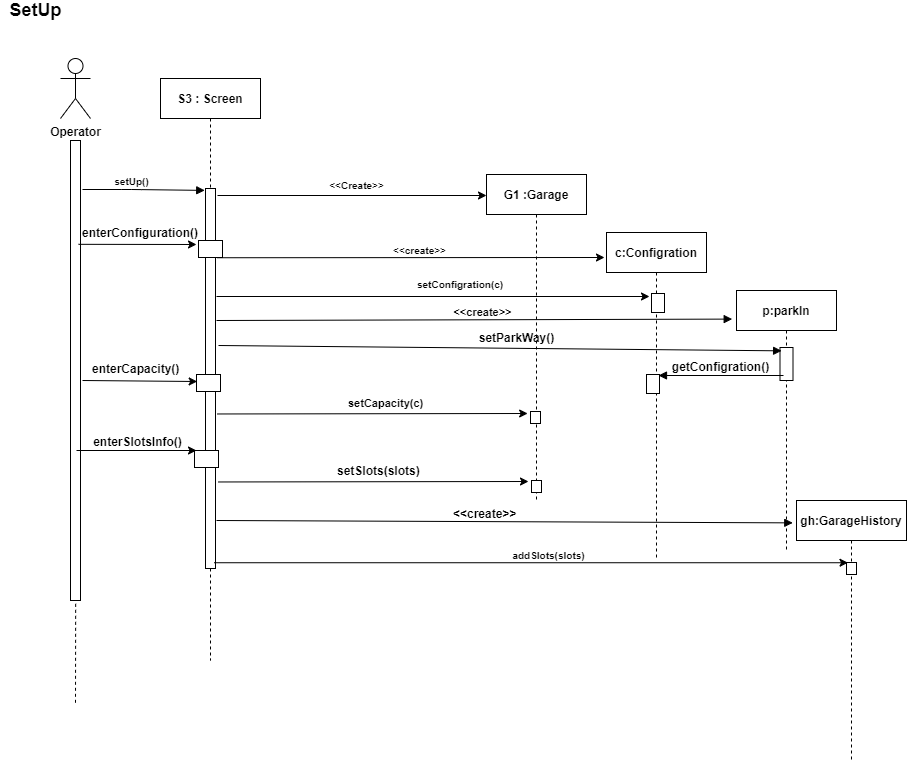 SetUp
S3 : Screen
Operator
setUp()
<<Create>>
G1 :Garage
enterConfiguration()
<<create>>
c:Configration
setConfigration(c)
<<create>>
p:parkIn
setParkWay()
enterCapacity()
getConfigration()
setCapacity(c)
enterSlotsInfo()
setSlots(slots)
<<create>>
gh:GarageHistory
addSlots(slots)